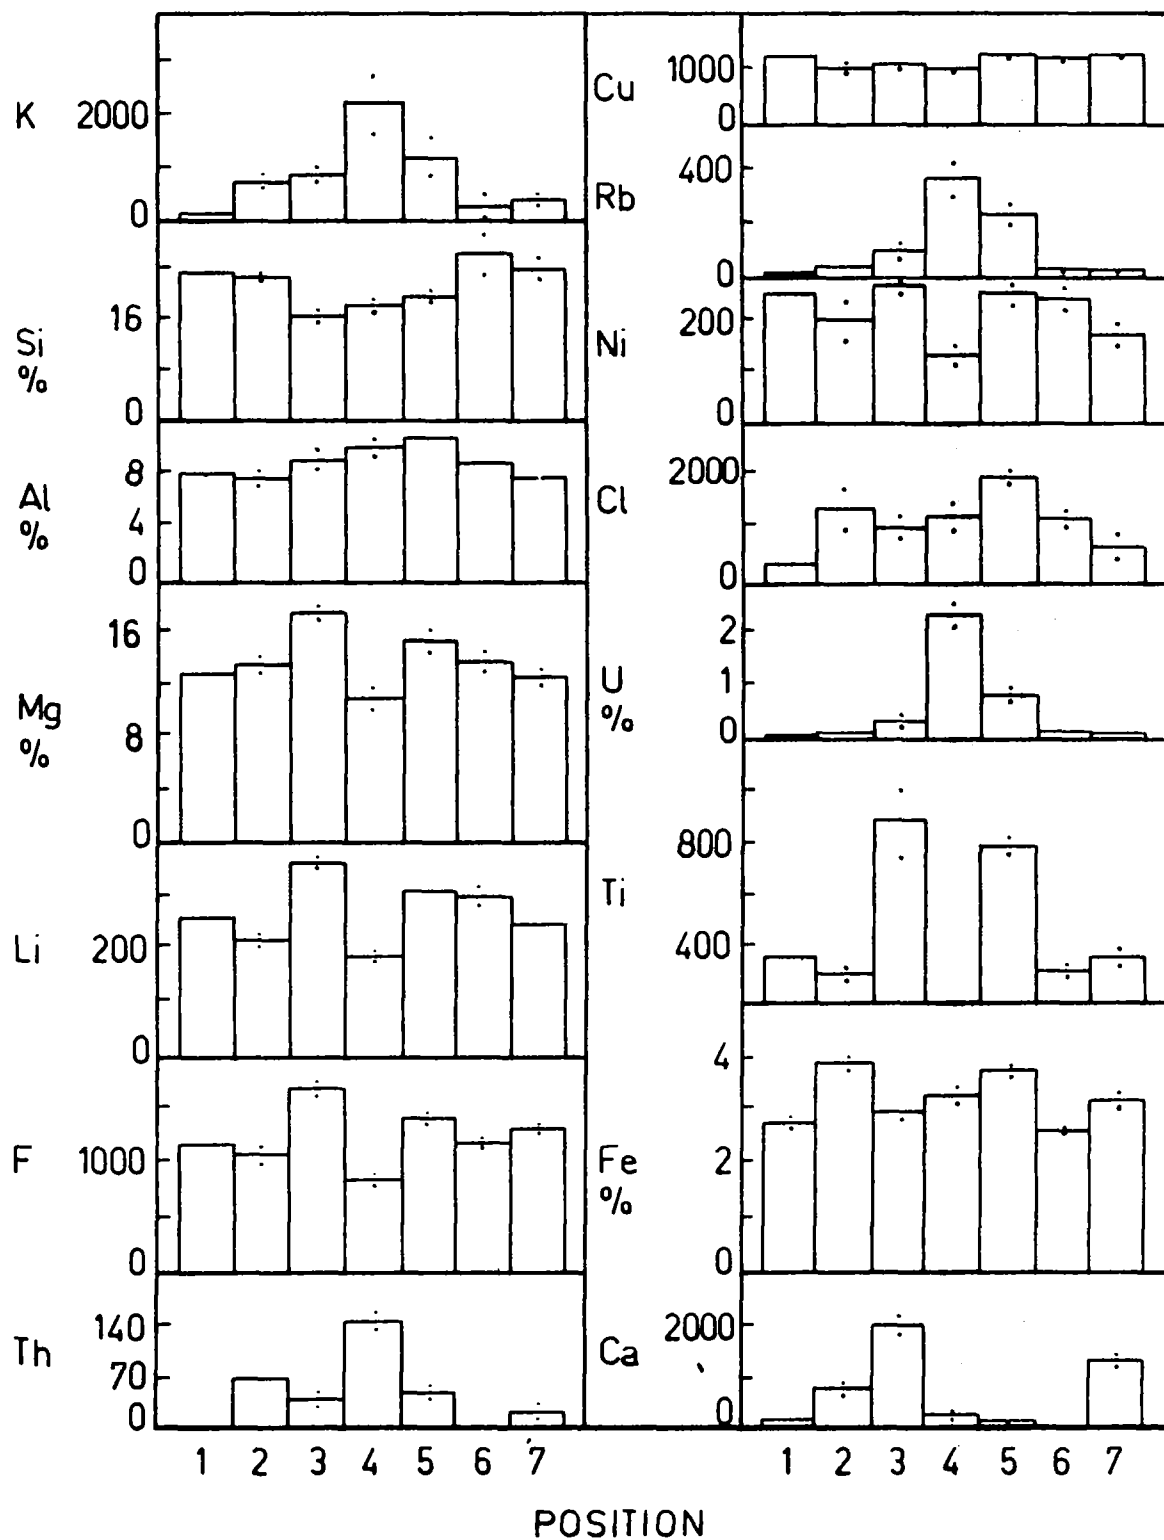 K 2000 0
Si % 16 0
Al % 8 4 0
Mg % 16 8 0
Li 200 0
F 1000 0
Th 140 70 0
Cu 1000 0
Rb 400 0
Ni 200 0
Cl 2000 0
U % 2 1 0
Ti 800 400
Fe % 4 2 0
Ca 2000 0
1 2 3 4 5 6 7 1 2 3 4 5 6 7
POSITION